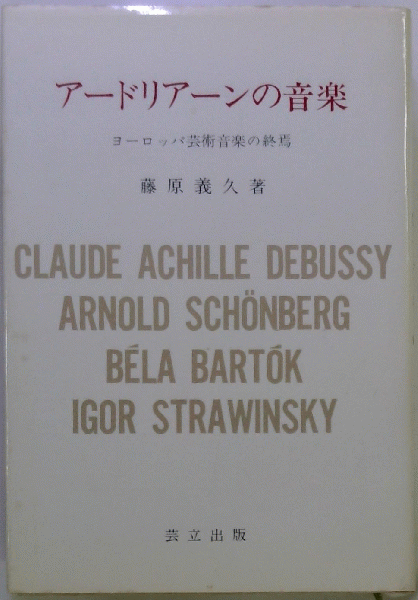 アードリアーンの音楽
ヨーロッパ芸術音楽の終焉
藤原義久著
CLAUDE ACHILLE DEBUSSY
ARNOLD SCHÖNBERG
BÉLA BARTÓK
IGOR STRAWINSKY
芸立出版